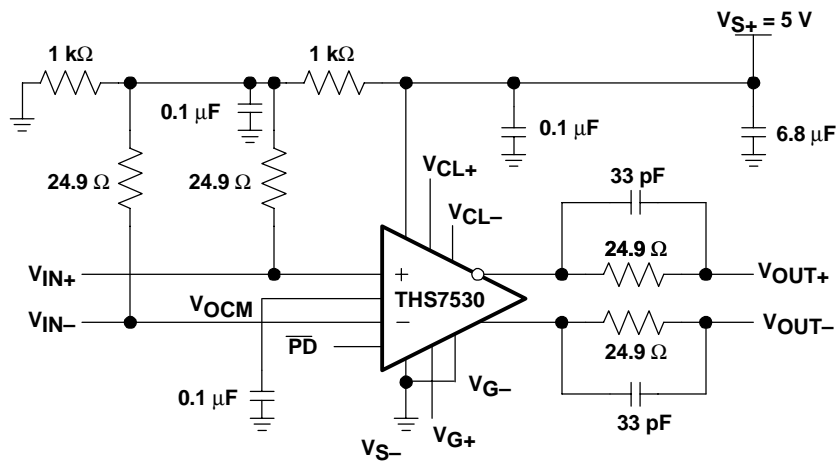 VS+ = 5 V
1 kΩ
1 kΩ
0.1 μF
0.1 μF
6.8 μF
24.9 Ω
24.9 Ω
VCL+
VCL–
33 pF
24.9 Ω
VIN+
+
THS7530
VOUT+
VIN–
VOCM
–
VOUT–
PD
24.9 Ω
0.1 μF
VG–
33 pF
VS–
VG+